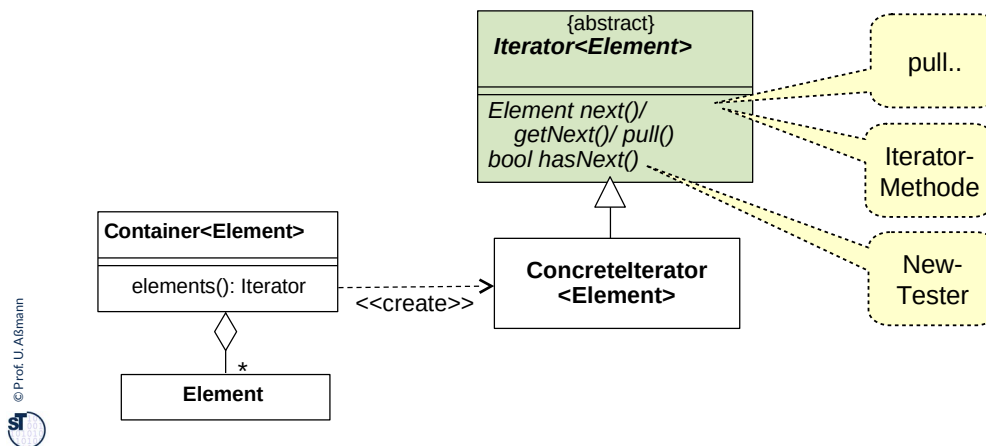 {abstract}
Iterator<Element>
Element next()/
getNext()/ pull()
bool hasNext()
pull..
Iterator-
Methode
New-
Tester
Container<Element>
elements(): Iterator
<<create>>
ConcreteIterator
<Element>
*
Element
© Prof. U. Aßmann
ST